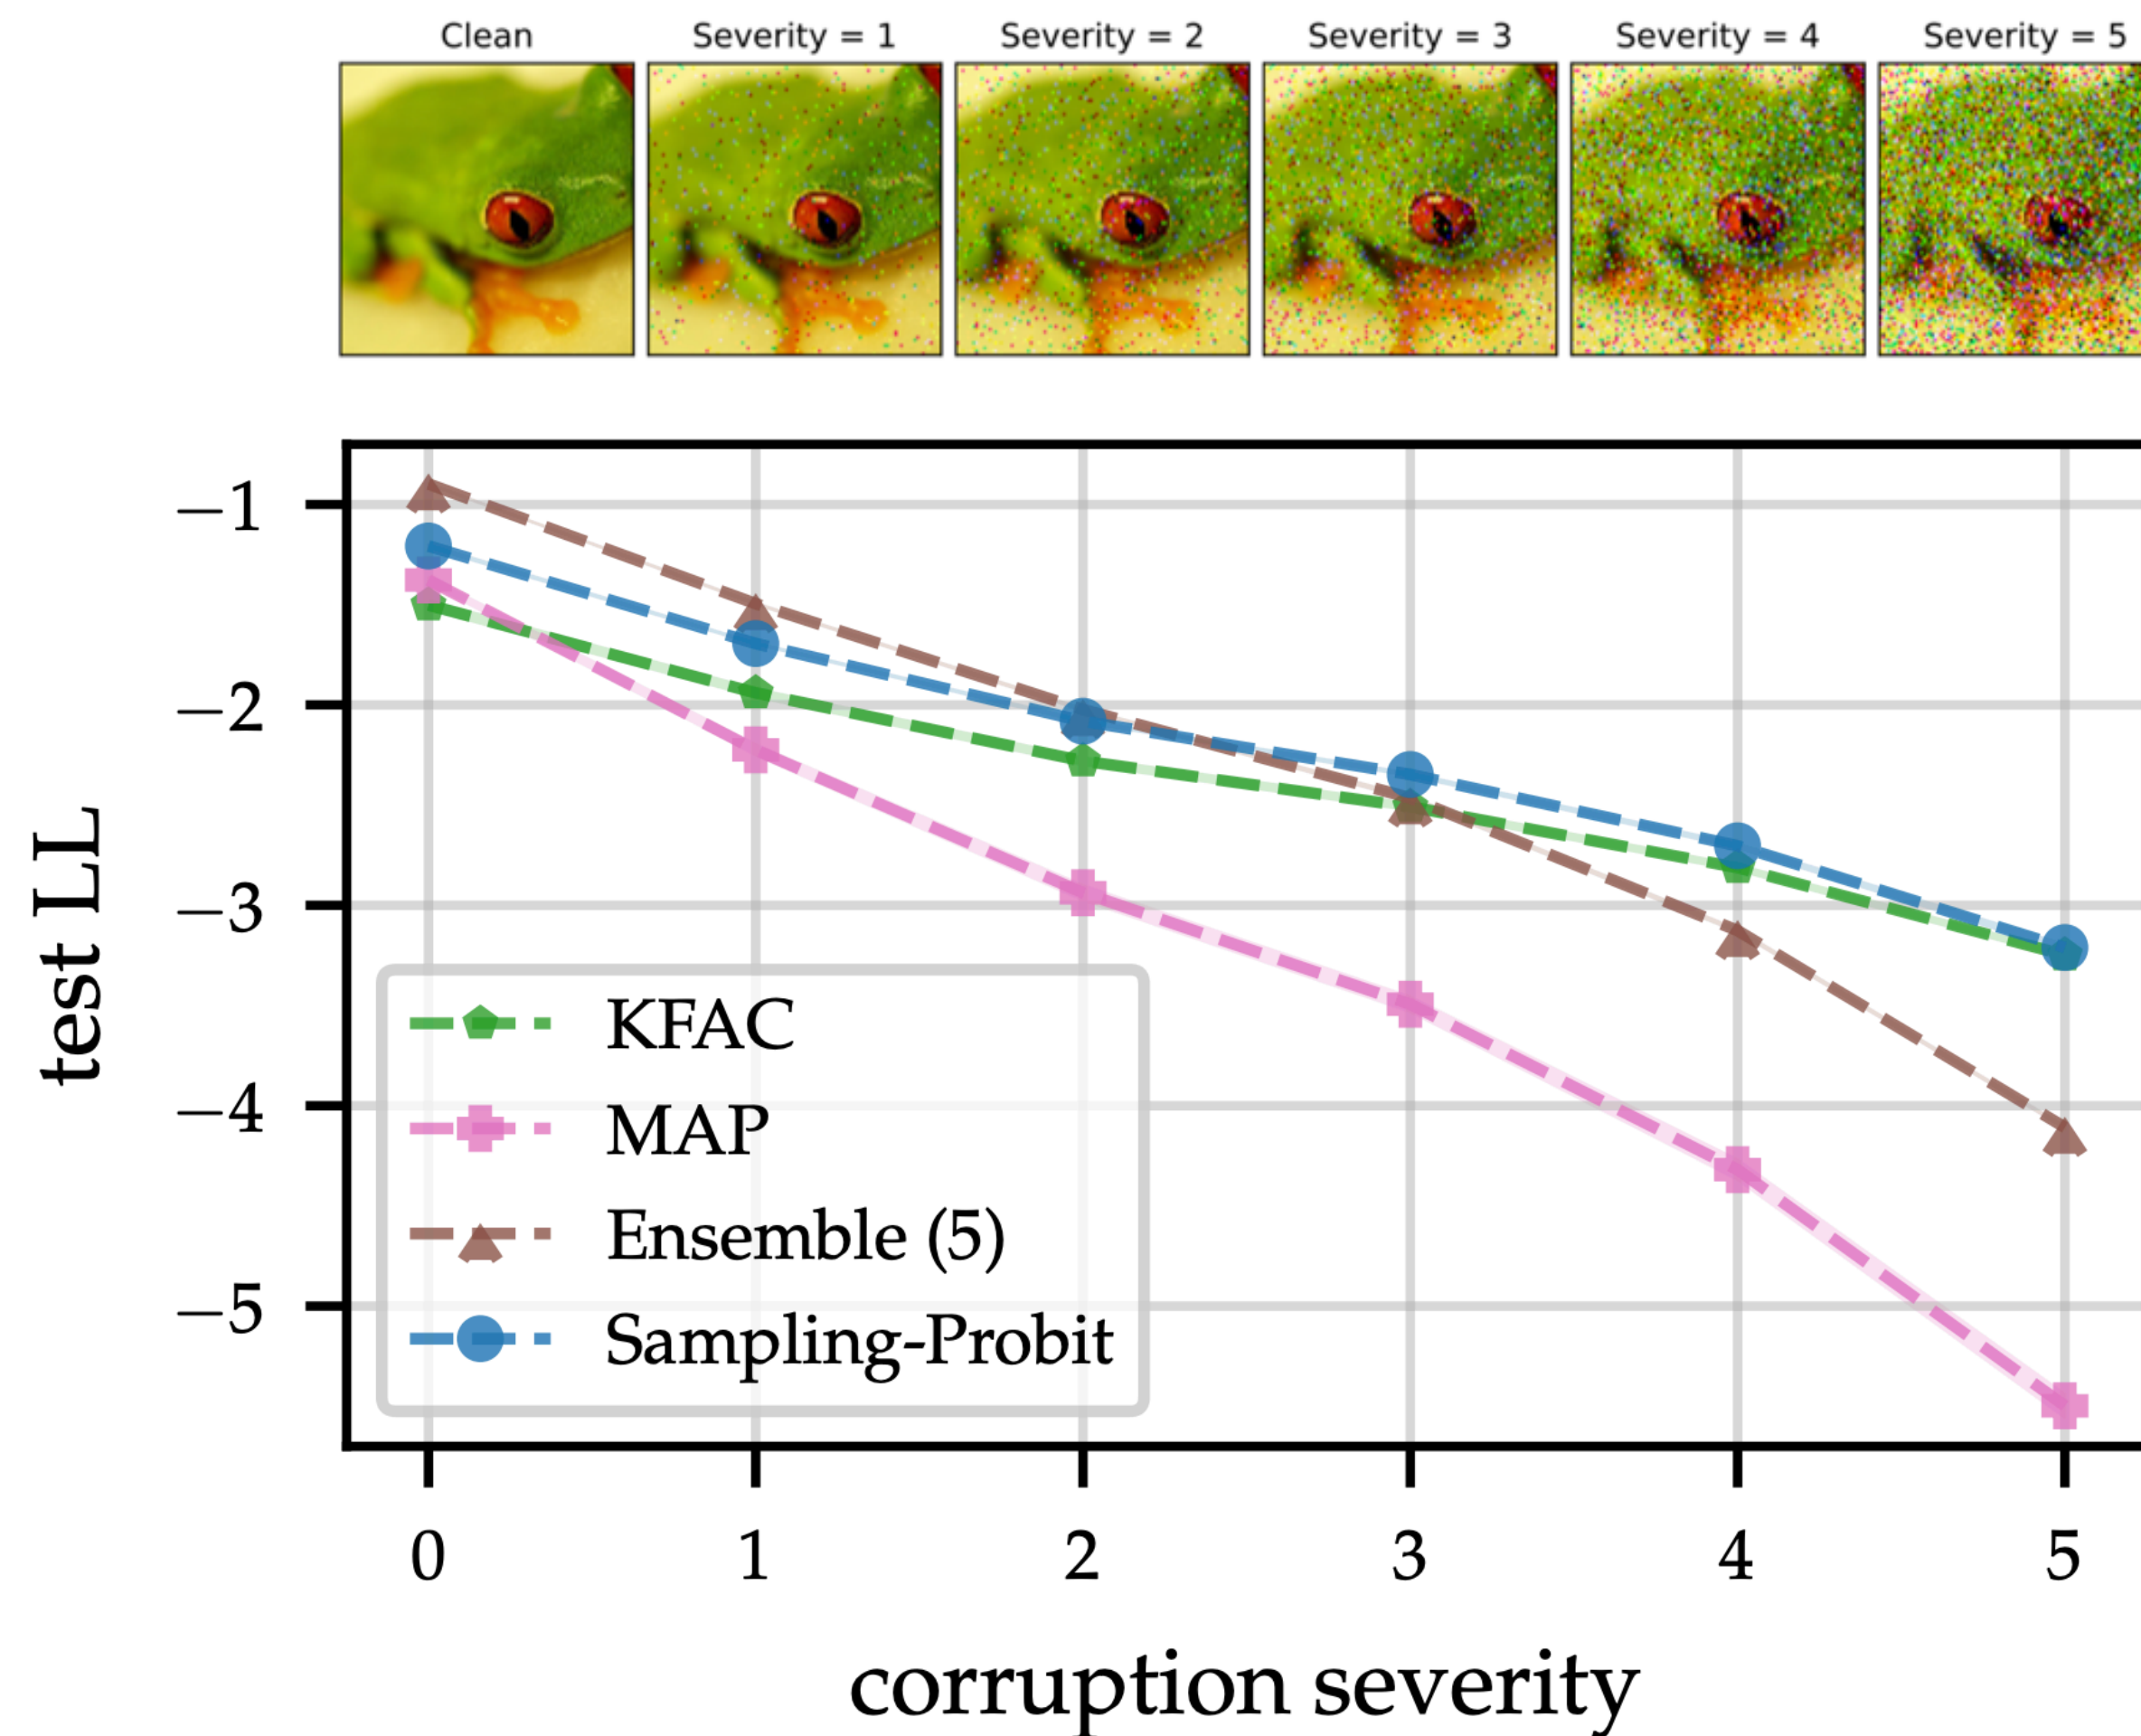 Clean Severity = 1 Severity = 2 Severity = 3 Severity = 4 Severity = 5
−1
−2
−3
−4
−5
test LL
KFAC
MAP
Ensemble (5)
Sampling-Probit
0 1 2 3 4 5
corruption severity